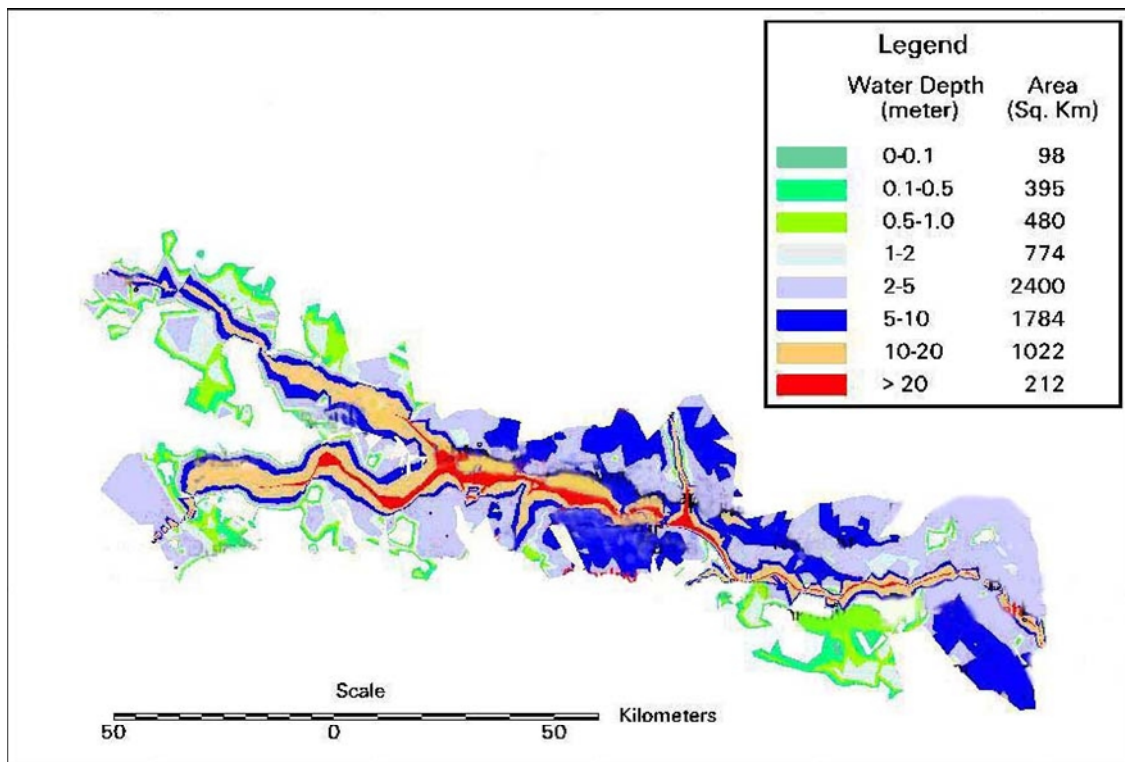 Legend
Water Depth Area
(meter) (Sq. Km)
0-0.1 98
0.1-0.5 395
0.5-1.0 480
1-2 774
2-5 2400
5-10 1784
10-20 1022
> 20 212
Scale
Kilometers
50 0 50